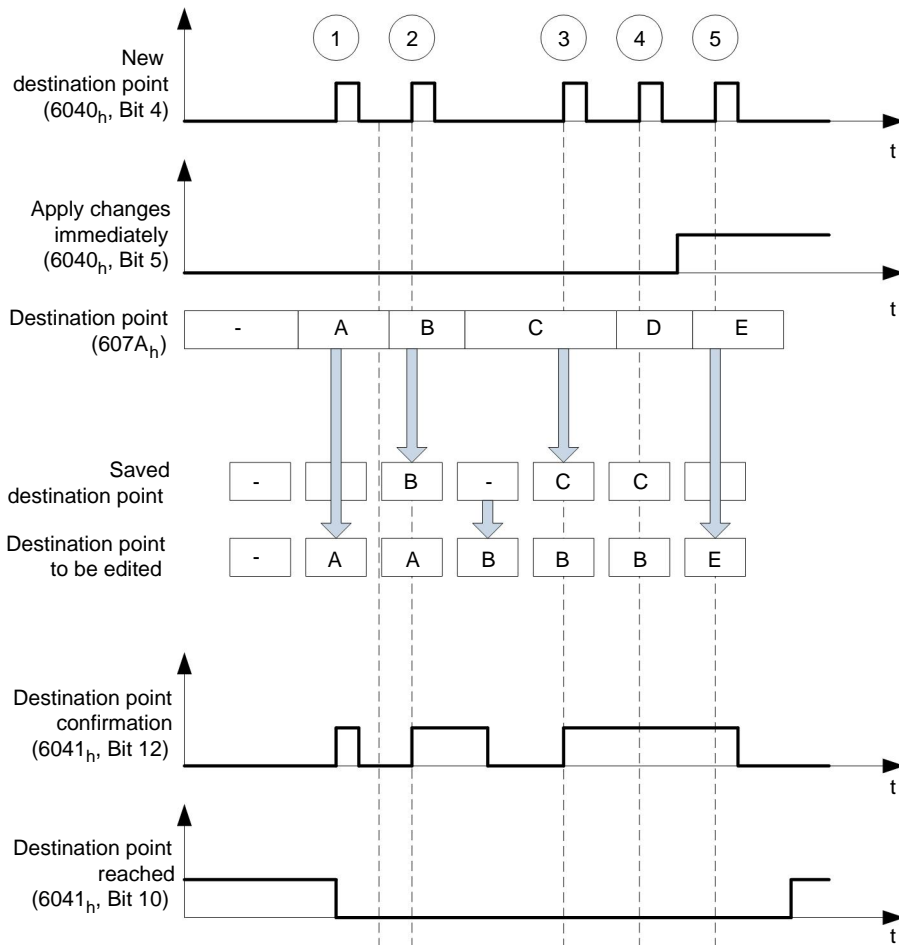 1 2 3 4 5
New
destination point
(6040h, Bit 4)
t
Apply changes
immediately
(6040h, Bit 5)
t
Destination point
(607Ah)
- A B C D E
Saved
destination point
- B - C C
Destination point
to be edited
- A A B B B E
Destination point
confirmation
(6041h, Bit 12)
t
Destination point
reached
(6041h, Bit 10)
t